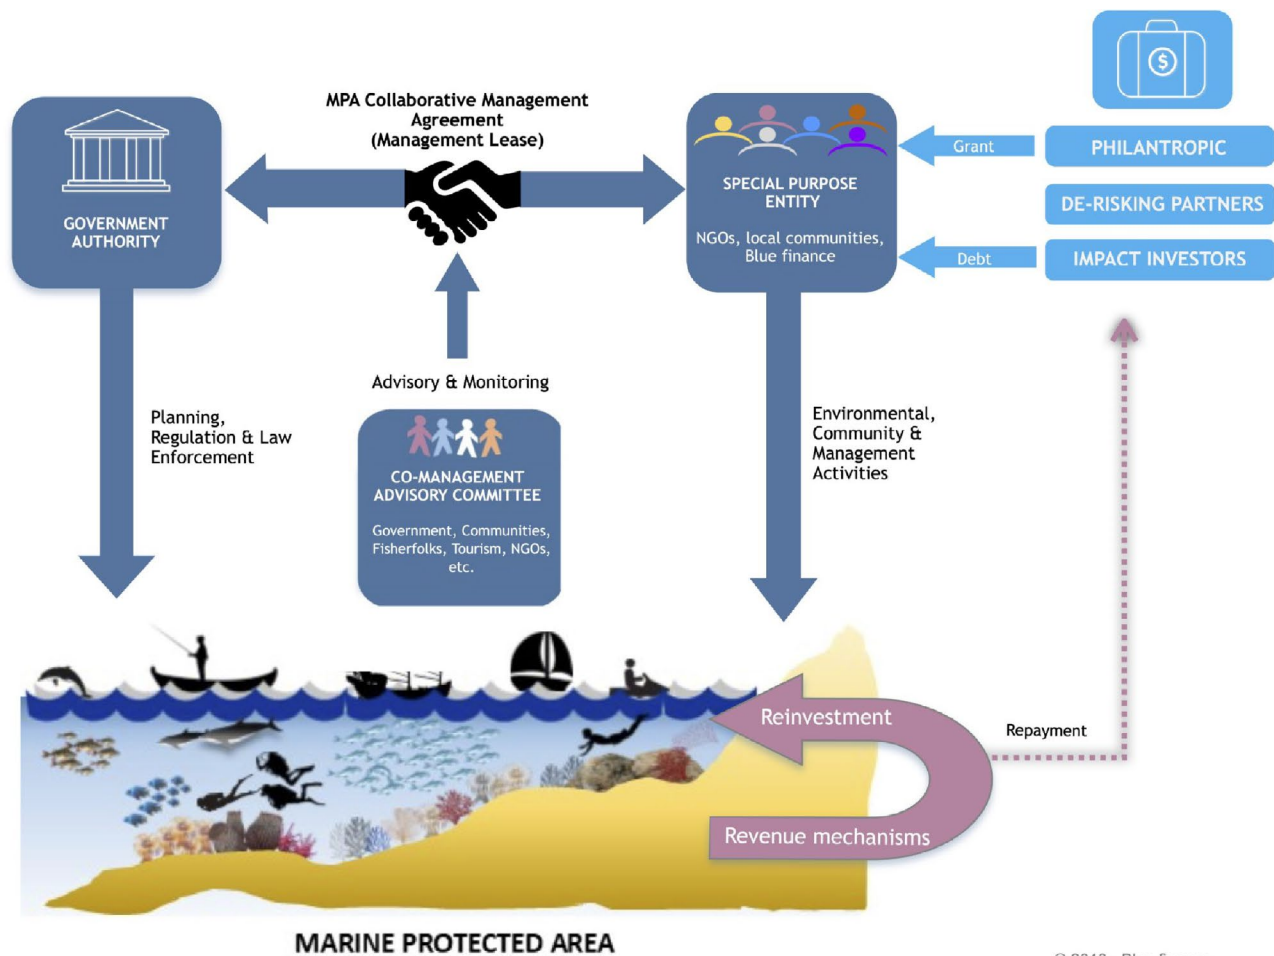 MPA Collaborative Management
Agreement
(Management Lease)
GOVERNMENT
AUTHORITY
SPECIAL PURPOSE
ENTITY
NGOs, local communities,
Blue finance
$
Grant
PHILANTROPIC
DE-RISKING PARTNERS
Debt
IMPACT INVESTORS
Advisory & Monitoring
CO-MANAGEMENT
ADVISORY COMMITTEE
Government, Communities,
Fisherfolks, Tourism, NGOs,
etc.
Planning,
Regulation & Law
Enforcement
Environmental,
Community &
Management
Activities
Reinvestment
Repayment
Revenue mechanisms
MARINE PROTECTED AREA